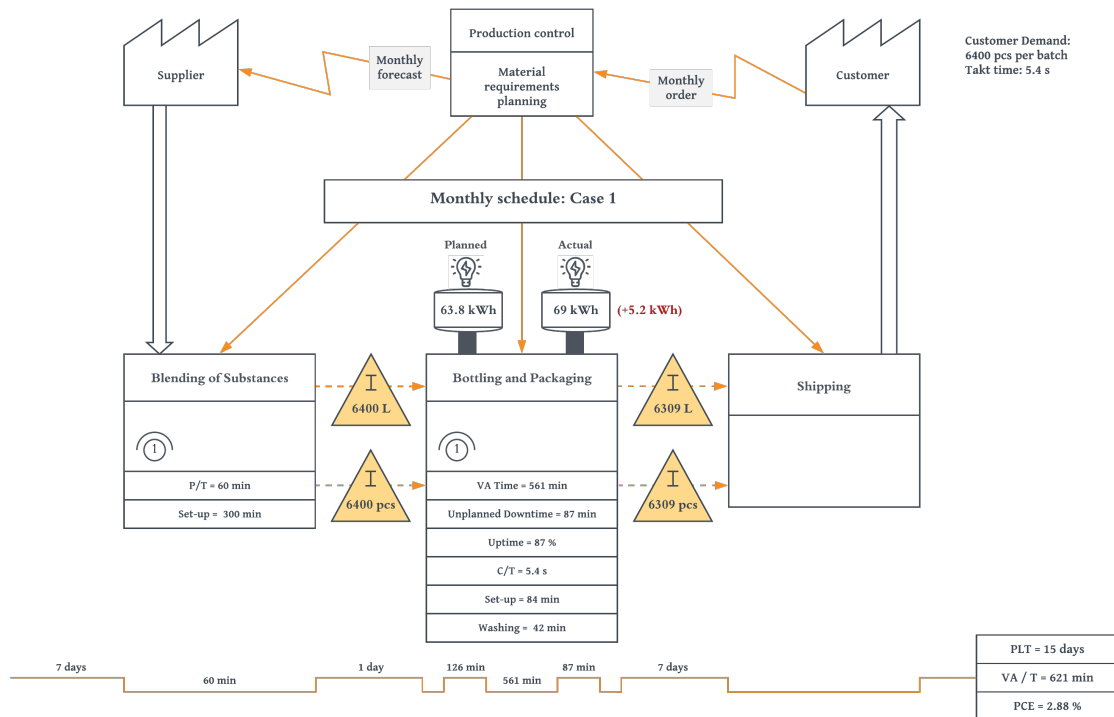 Supplier
Monthly
forecast
Production control
Material
requirements
planning
Monthly
order
Customer
Customer Demand:
6400 pcs per batch
Takt time: 5.4 s
Monthly schedule: Case 1
Planned
Actual
63.8 kWh
69 kWh
(+5.2 kWh)
Blending of Substances
1
P/T = 60 min
Set-up = 300 min
I
6400 L
I
6400 pcs
Bottling and Packaging
1
VA Time = 561 min
Unplanned Downtime = 87 min
Uptime = 87 %
C/T = 5.4 s
Set-up = 84 min
Washing = 42 min
I
6309 L
I
6309 pcs
Shipping
7 days
60 min
1 day
126 min
561 min
87 min
7 days
PLT = 15 days
VA / T = 621 min
PCE = 2.88 %